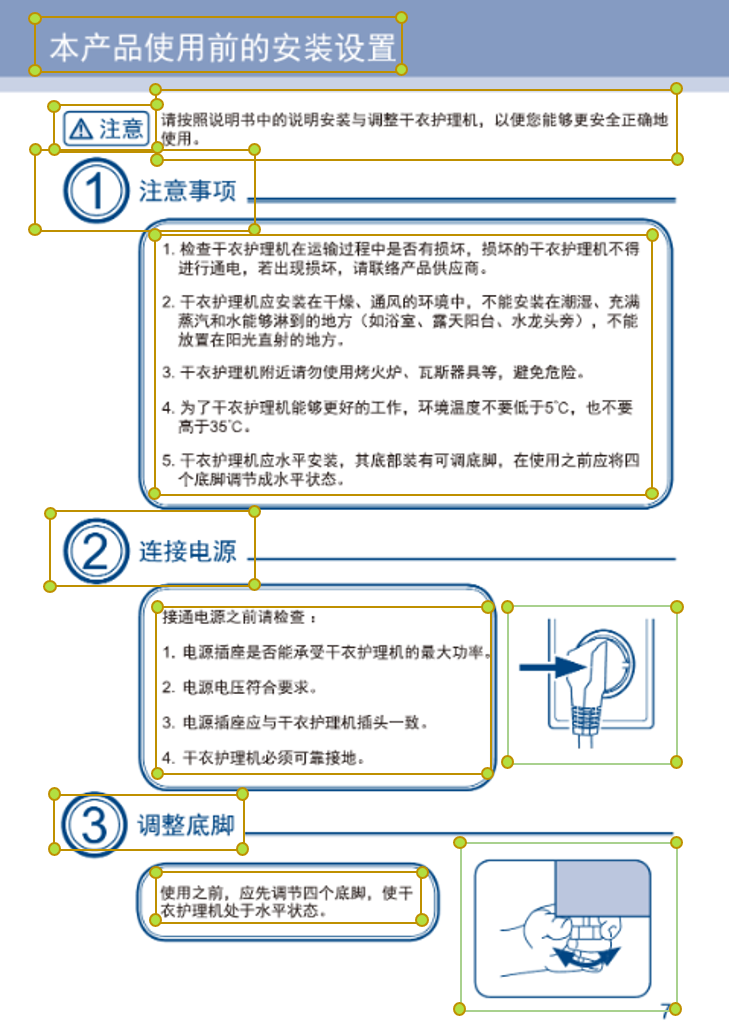 本产品使用前的安装设置
注意
请按照说明书中的说明安装与调整干衣护理机，以便您能够更安全正确地
使用。
1 注意事项
1. 检查干衣护理机在运输过程中是否有损坏，损坏的干衣护理机不得
进行通电，若出现损坏，请联络产品供应商。
2. 干衣护理机应安装在干燥、通风的环境中，不能安装在潮湿、充满
蒸汽和水能够淋到的地方（如浴室、露天阳台、水龙头旁），不能
放置在阳光直射的地方。
3. 干衣护理机附近请勿使用烤火炉、瓦斯器具等，避免危险。
4. 为了干衣护理机能够更好的工作，环境温度不要低于5℃，也不要
高于35℃。
5. 干衣护理机应水平安装，其底部装有可调底脚，在使用之前应将四
个底脚调节成水平状态。
2 连接电源
接通电源之前请检查：
1. 电源插座是否能承受干衣护理机的最大功率。
2. 电源电压符合要求。
3. 电源插座应与干衣护理机插头一致。
4. 干衣护理机必须可靠接地。
3 调整底脚
使用之前，应先调节四个底脚，使干
衣护理机处于水平状态。
7